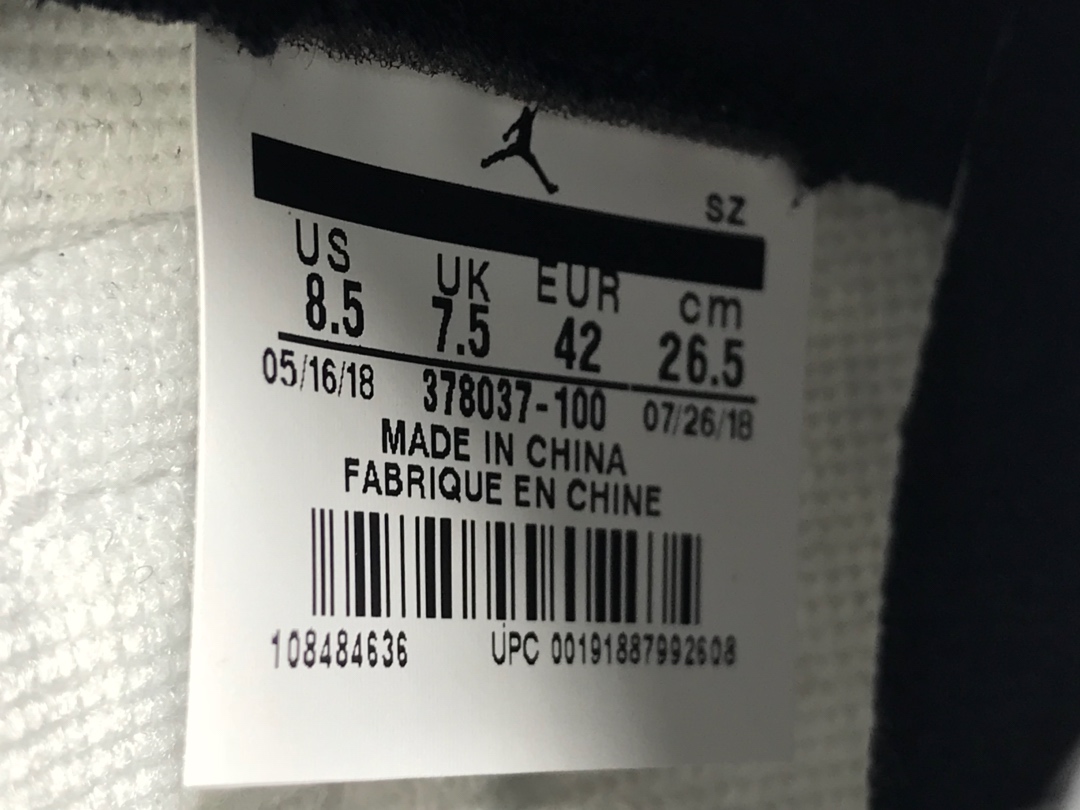 SZ
US UK EUR cm
8.5 7.5 42 26.5
05/16/18 378037-100 07/26/18
MADE IN CHINA
FABRIQUE EN CHINE
108484636 UPC 00191887992608